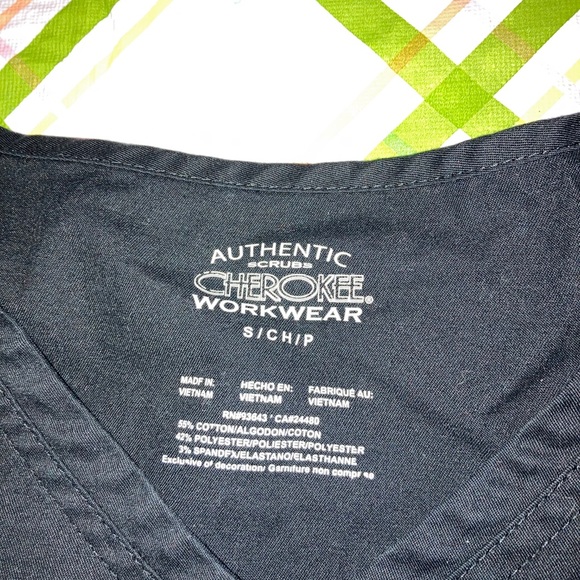 AUTHENTIC
SCRUBS
CHEROKEE®
WORKWEAR
S / CH / P
MADE IN: HECHO EN: FABRIQUÉ AU:
VIETNAM VIETNAM VIETNAM
RN#93643 * CA#24480
55% COTTON/ALGODON/COTON
42% POLYESTER/POLIESTER/POLYESTER
3% SPANDEX/ELASTANO/ELASTHANNE
Exclusive of decoration/ Garniture non comprise